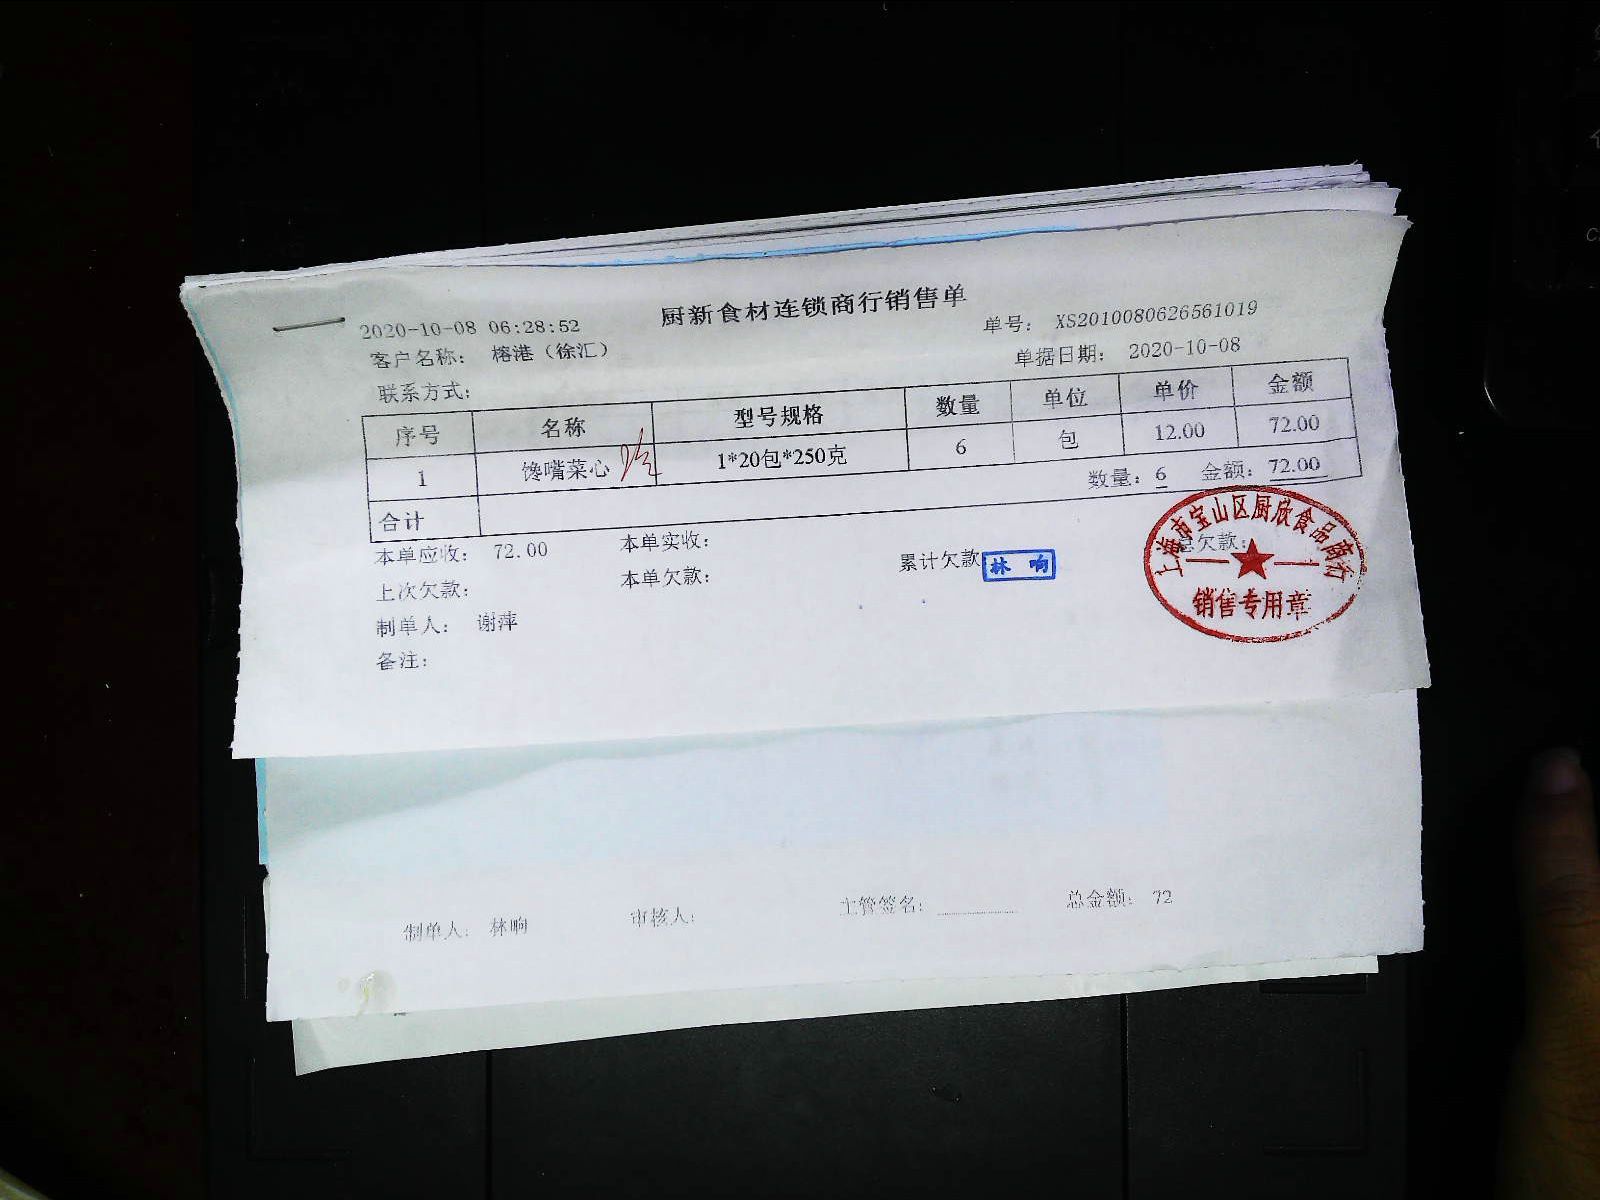 厨新食材连锁商行销售单
2020-10-08 06:28:52
单号: XS2010080626561019
客户名称: 榕港（徐汇）
单据日期: 2020-10-08
联系方式:
序号 名称 型号规格 数量 单位 单价 金额
1 馋嘴菜心 1*20包*250克 6 包 12.00 72.00
合计 数量: 6 金额: 72.00
本单应收: 72.00 本单实收:
上次欠款: 本单欠款: 累计欠款 林响 总欠款:
上海市宝山区厨欣食品商行
销售专用章
制单人: 谢萍
备注:
制单人: 林响 审核人: 主管签名: 总金额: 72